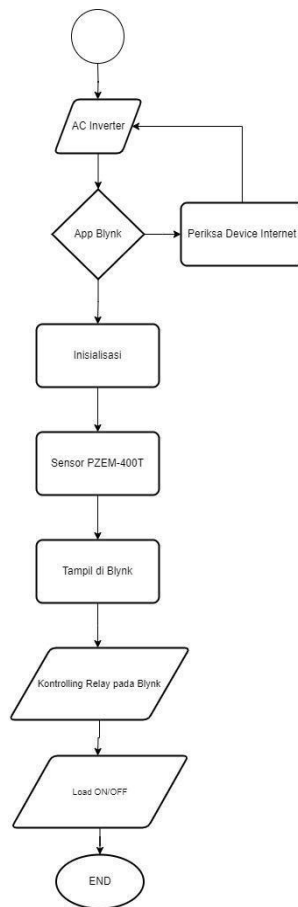 AC Inverter
App Blynk
Periksa Device Internet
Inisialisasi
Sensor PZEM-400T
Tampil di Blynk
Kontrolling Relay pada Blynk
Load ON/OFF
END